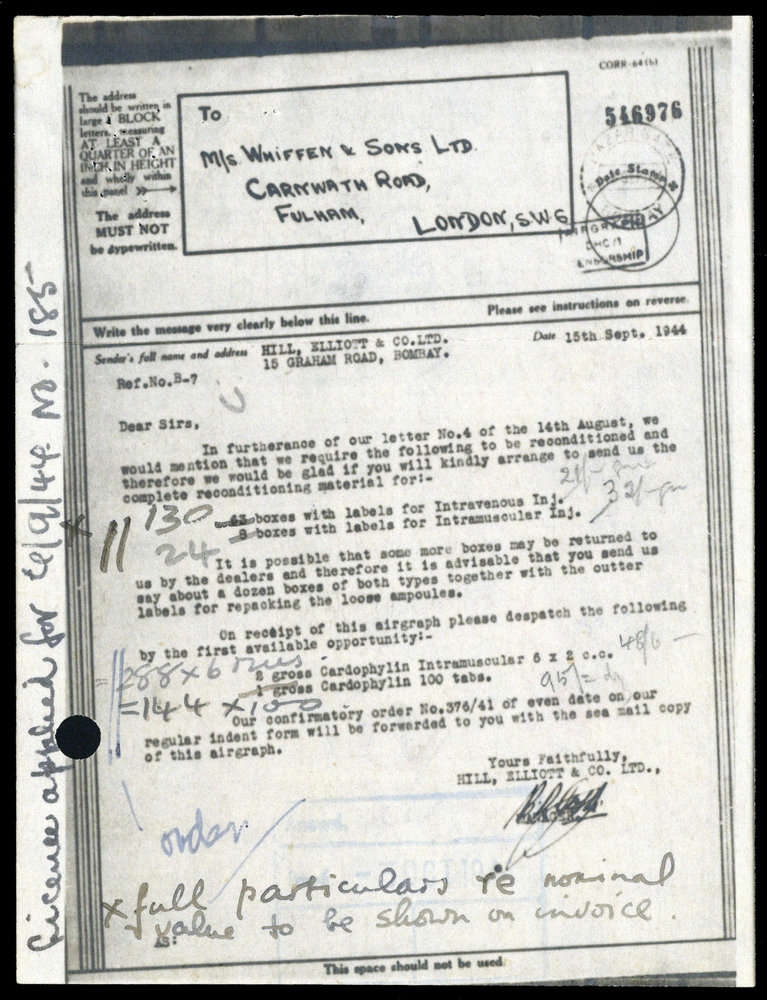 CORR 64(b)
The address
should be written in
large BLOCK
letters, measuring
AT LEAST A
QUARTER OF AN
INCH IN HEIGHT
and wholly within
this panel
The address
MUST NOT
be typewritten.
To
M/s. WHIFFEN & SONS LTD.
CARNWATH ROAD,
FULHAM,
LONDON, SW6
546976
Date Stamp
Write the message very clearly below this line.
Please see instructions on reverse.
Sender's full name and address HILL, ELLIOTT & CO.LTD.
15 GRAHAM ROAD, BOMBAY.
Date 15th Sept. 1944
Ref.No.B-7
Dear Sirs,
In furtherance of our letter No.4 of the 14th August, we
would mention that we require the following to be reconditioned and
therefore we would be glad if you will kindly arrange to send us the
complete reconditioning material for:-
130 43 boxes with labels for Intravenous Inj.
24 8 boxes with labels for Intramuscular Inj.
It is possible that some more boxes may be returned to
us by the dealers and therefore it is advisable that you send us
say about a dozen boxes of both types together with the outter
labels for repacking the loose ampoules.
On receipt of this airgraph please despatch the following
by the first available opportunity:-
2 gross Cardophylin Intramuscular 6 x 2 c.c. 48/6
= 144 x 100 1 gross Cardophylin 100 tabs. 95/=
Our confirmatory order No.376/41 of even date on our
regular indent form will be forwarded to you with the sea mail copy
of this airgraph.
Yours Faithfully,
HILL, ELLIOTT & CO. LTD.,
order
x full particulars re nominal
value to be shown on invoice.
AS:
This space should not be used.
Licence applied for 6/9/44 No. 185